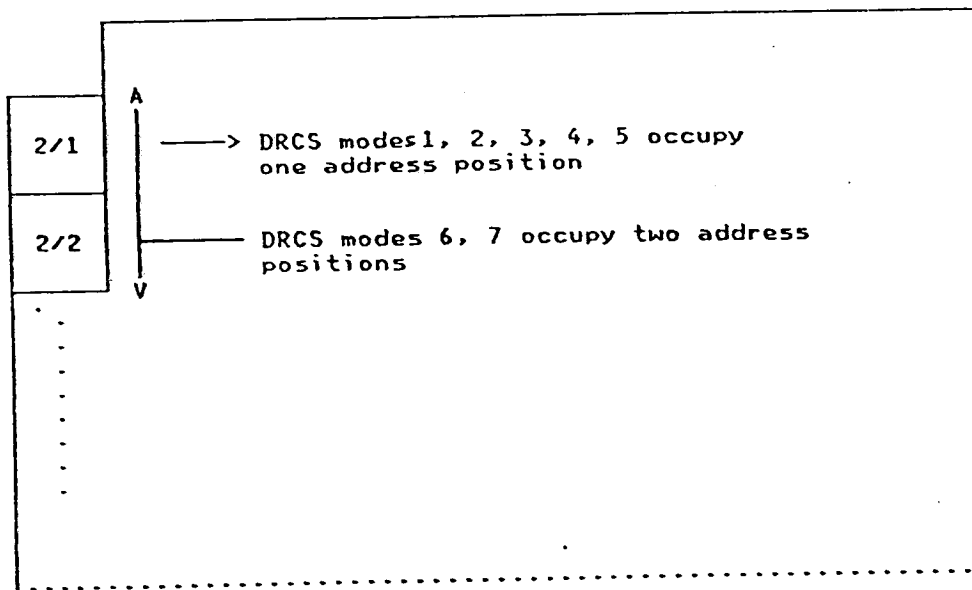 A
2/1
——> DRCS modes1, 2, 3, 4, 5 occupy
one address position
2/2
DRCS modes 6, 7 occupy two address
positions
V